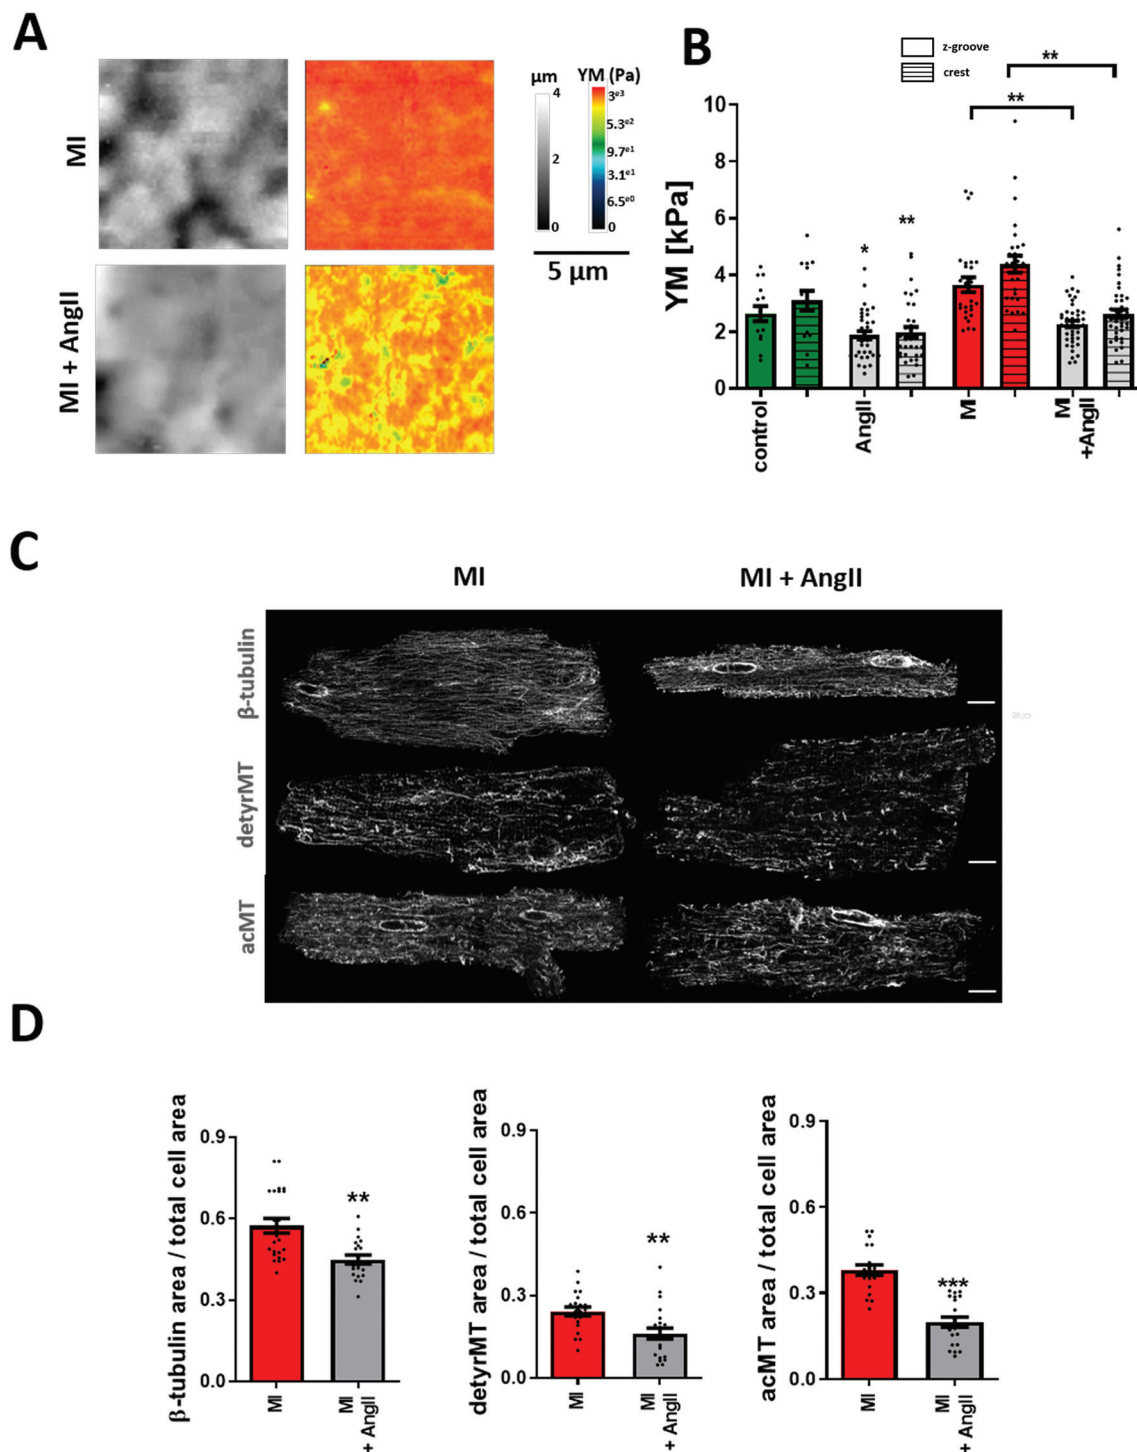 A
MI
MI + AngII
µm
4
2
0
YM (Pa)
3e3
5.3e2
9.7e1
3.1e1
6.5e0
0
5 µm
B
z-groove
crest
**
**
**
*
YM [kPa]
10
8
6
4
2
0
control
AngII
MI
MI
+AngII
C
MI
MI + AngII
β-tubulin
detyrMT
acMT
D
β-tubulin area / total cell area
0.9
0.6
0.3
0.0
**
MI
MI
+ AngII
detyrMT area / total cell area
0.9
0.6
0.3
0.0
**
MI
MI
+ AngII
acMT area / total cell area
0.9
0.6
0.3
0.0
***
MI
MI
+ AngII